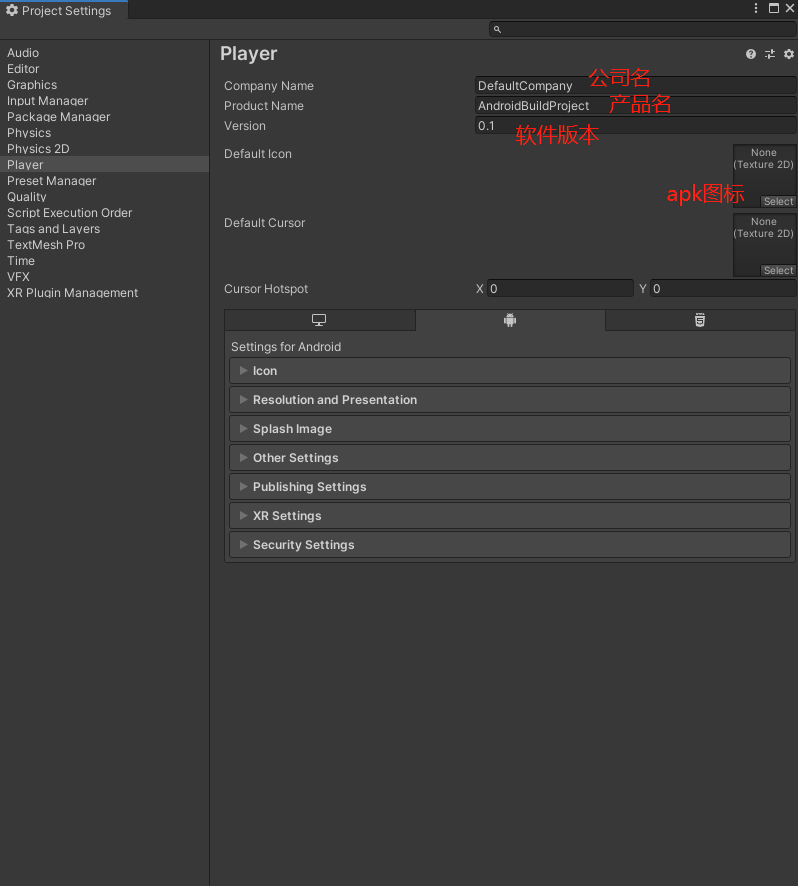 Project Settings
Audio
Editor
Graphics
Input Manager
Package Manager
Physics
Physics 2D
Player
Preset Manager
Quality
Script Execution Order
Tags and Layers
TextMesh Pro
Time
VFX
XR Plugin Management
Player
Company Name DefaultCompany 公司名
Product Name AndroidBuildProject 产品名
Version 0.1 软件版本
Default Icon None
(Texture 2D)
apk图标
Select
Default Cursor None
(Texture 2D)
Select
Cursor Hotspot X 0 Y 0
Settings for Android
Icon
Resolution and Presentation
Splash Image
Other Settings
Publishing Settings
XR Settings
Security Settings